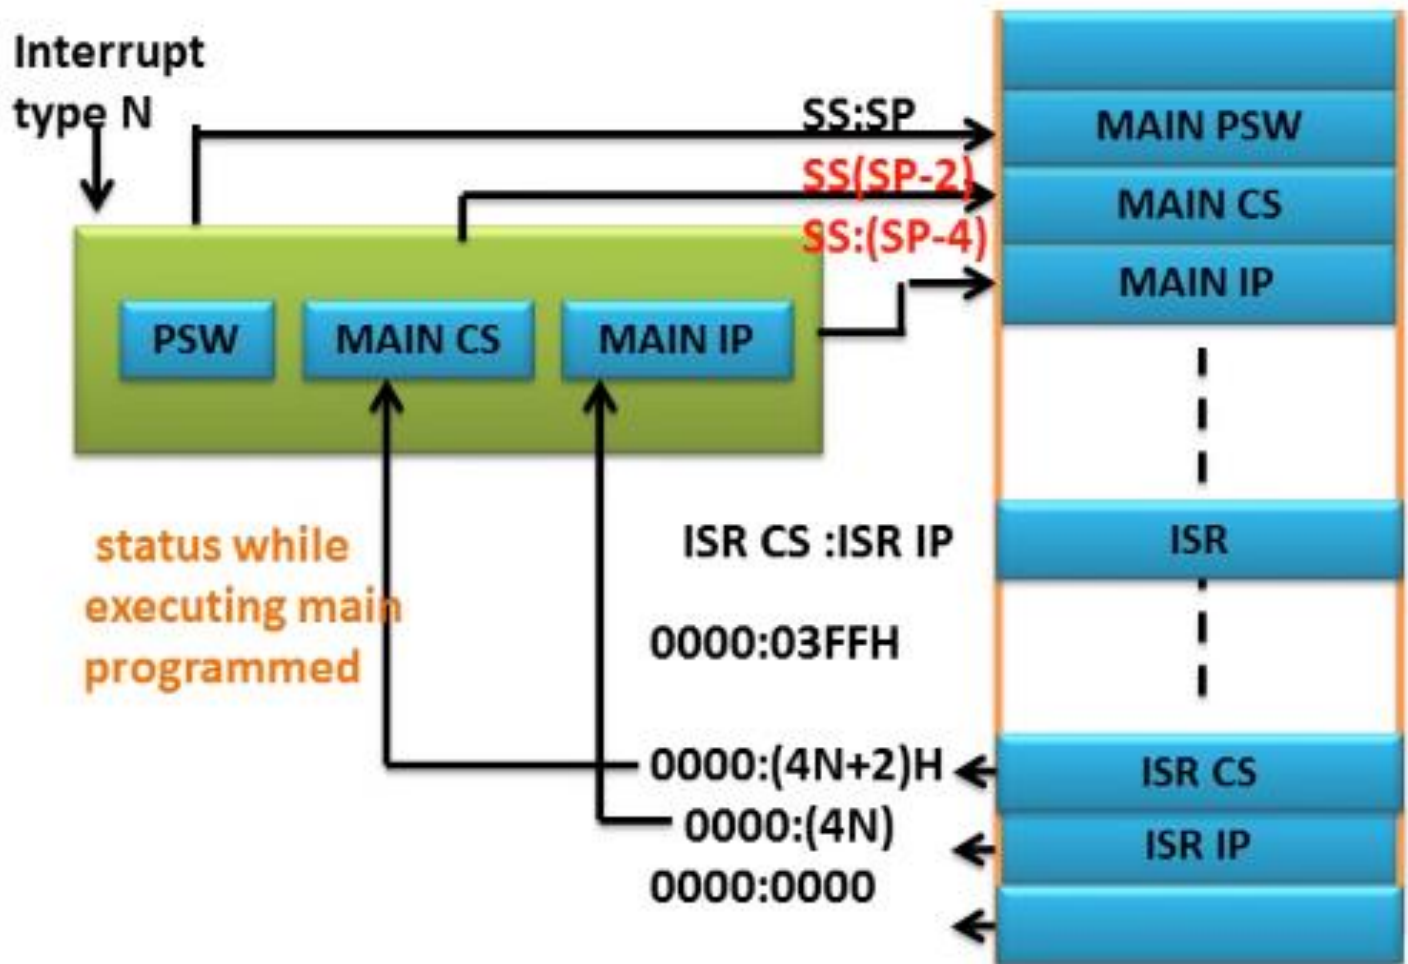 Interrupt
type N
SS:SP
SS(SP-2)
SS:(SP-4)
MAIN PSW
MAIN CS
MAIN IP
PSW
MAIN CS
MAIN IP
status while
executing main
programmed
ISR CS :ISR IP
ISR
0000:03FFH
0000:(4N+2)H
ISR CS
0000:(4N)
ISR IP
0000:0000